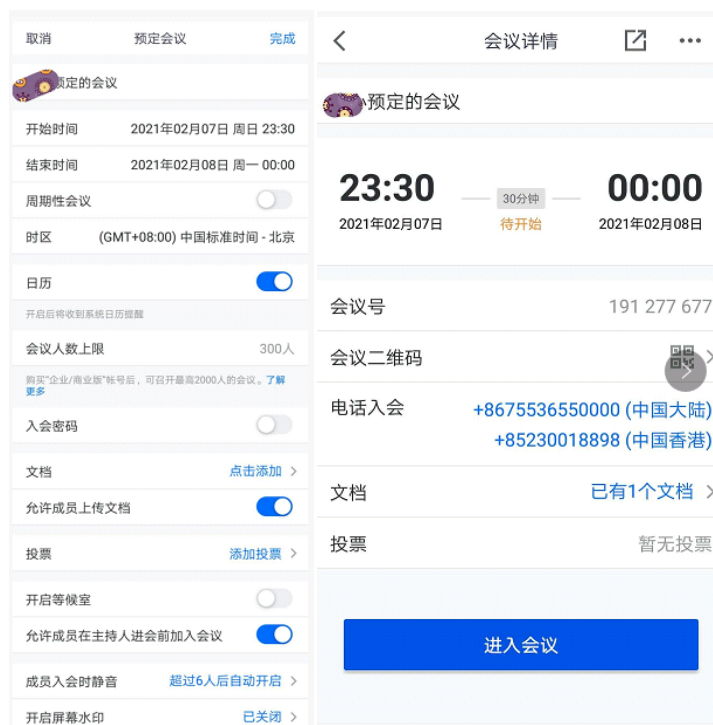 取消 预定会议 完成
预定的会议
开始时间 2021年02月07日 周日 23:30
结束时间 2021年02月08日 周一 00:00
周期性会议
时区 (GMT+08:00) 中国标准时间 - 北京
日历
开启后将收到系统日历提醒
会议人数上限 300人
购买"企业/商业版"帐号后，可召开最高2000人的会议。了解
更多
入会密码
文档 点击添加
允许成员上传文档
投票 添加投票
开启等候室
允许成员在主持人进会前加入会议
成员入会时静音 超过6人后自动开启
开启屏幕水印 已关闭
会议详情
预定的会议
23:30 30分钟 00:00
2021年02月07日 待开始 2021年02月08日
会议号 191 277 677
会议二维码
电话入会 +8675536550000 (中国大陆)
+85230018898 (中国香港)
文档 已有1个文档
投票 暂无投票
进入会议